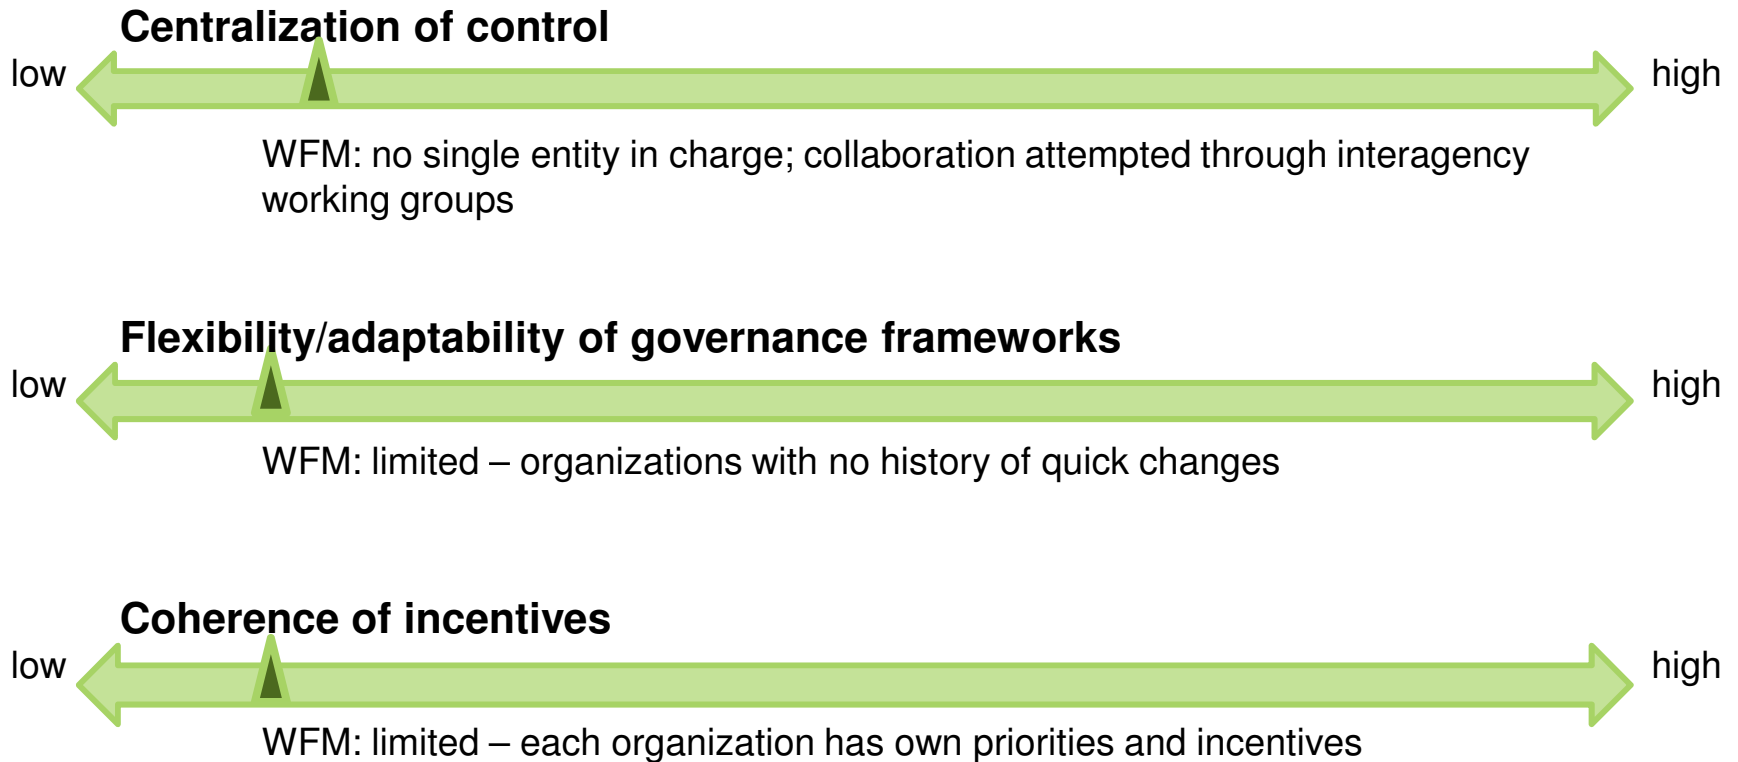 Centralization of control
low
high
WFM: no single entity in charge; collaboration attempted through interagency
working groups
Flexibility/adaptability of governance frameworks
low
high
WFM: limited – organizations with no history of quick changes
Coherence of incentives
low
high
WFM: limited – each organization has own priorities and incentives